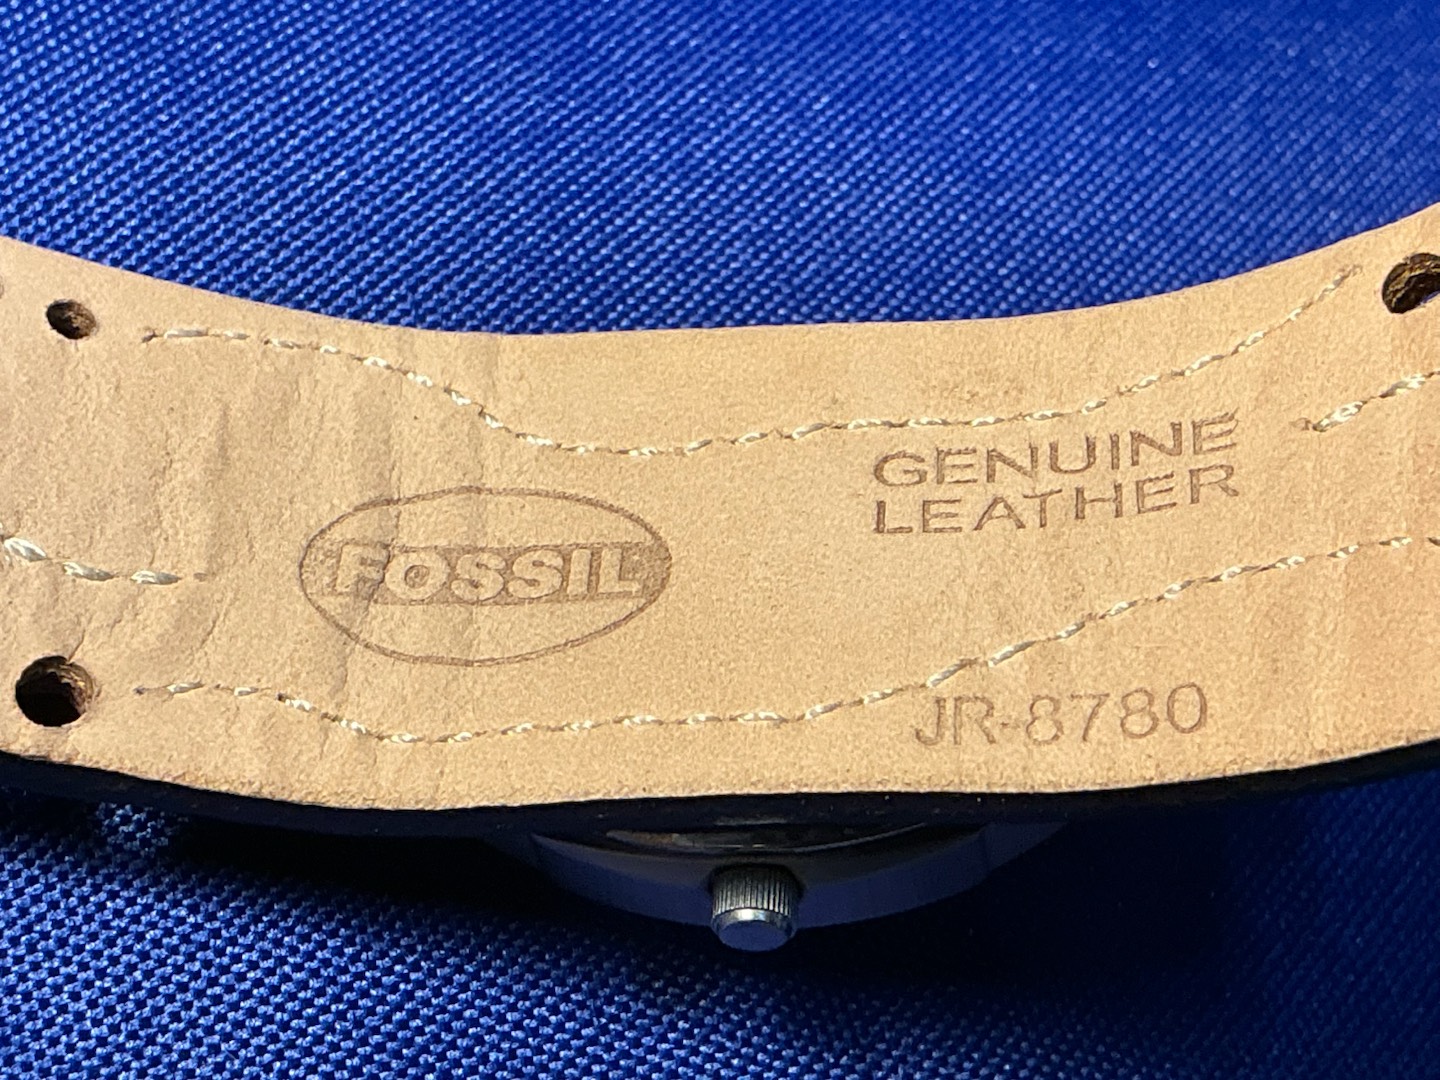 FOSSIL
GENUINE
LEATHER
JR-8780